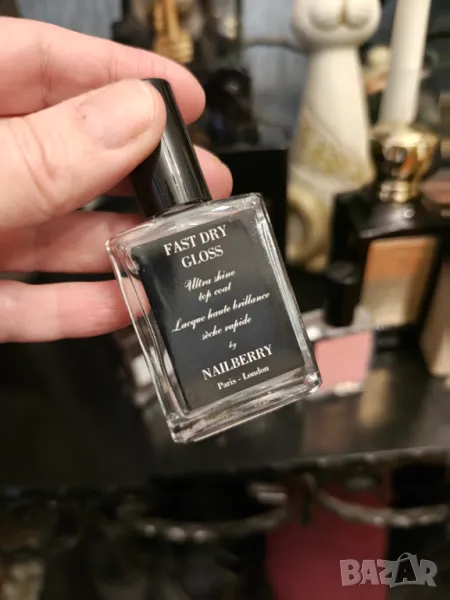 FAST DRY
GLOSS
Ultra shine
top coat
Laque haute brillance
sèche rapide
by
NAILBERRY
Paris - London
BAZAR